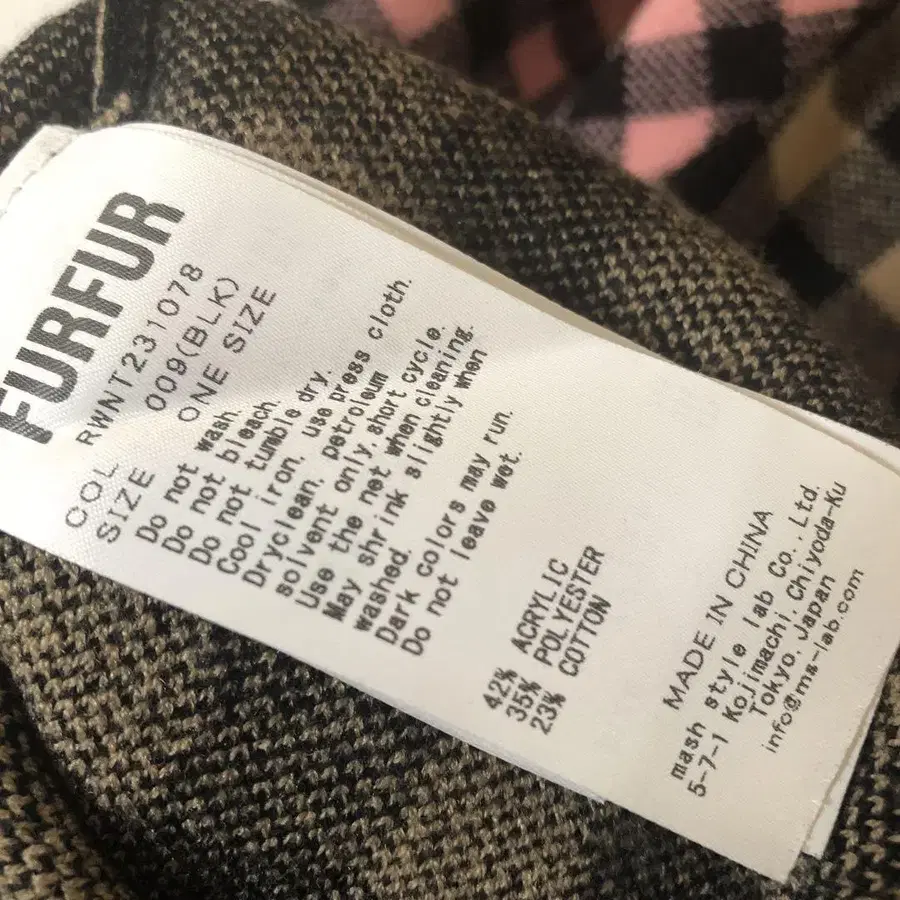 FURFUR
RWNT231078
COL 009(BLK)
SIZE ONE SIZE
Do not wash.
Do not bleach.
Do not tumble dry.
Cool iron. use press cloth.
Dryclean. petroleum
solvent only, short cycle.
Use the net when cleaning.
May shrink slightly when
washed.
Dark colors may run.
Do not leave wet.
42% ACRYLIC
35% POLYESTER
23% COTTON
MADE IN CHINA
mash style lab Co.,Ltd.
5-7-1 Kojimachi, Chiyoda-Ku
Tokyo, Japan
info@ms-lab.com